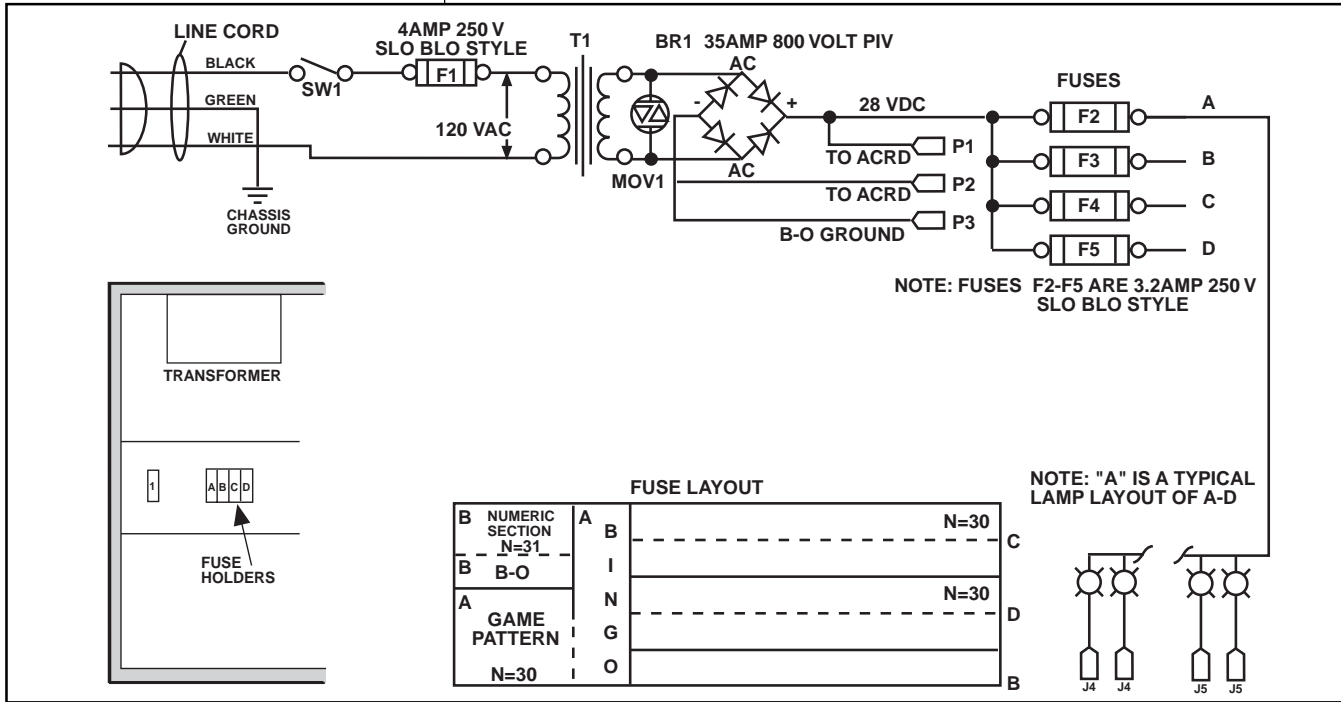 LINE CORD
BLACK
GREEN
WHITE
CHASSIS
GROUND
SW1
4AMP 250 V
SLO BLO STYLE
F1
120 VAC
T1
MOV1
BR1 35AMP 800 VOLT PIV
AC
-
+
AC
28 VDC
TO ACRD
P1
TO ACRD
P2
B-O GROUND
P3
FUSES
F2
A
F3
B
F4
C
F5
D
NOTE: FUSES F2-F5 ARE 3.2AMP 250 V
SLO BLO STYLE
TRANSFORMER
1
A B C D
FUSE
HOLDERS
FUSE LAYOUT
B NUMERIC
SECTION
N=31
B B-O
A
GAME
PATTERN
N=30
A
B
I
N
G
O
N=30
C
N=30
D
B
NOTE: "A" IS A TYPICAL
LAMP LAYOUT OF A-D
J4 J4 J5 J5